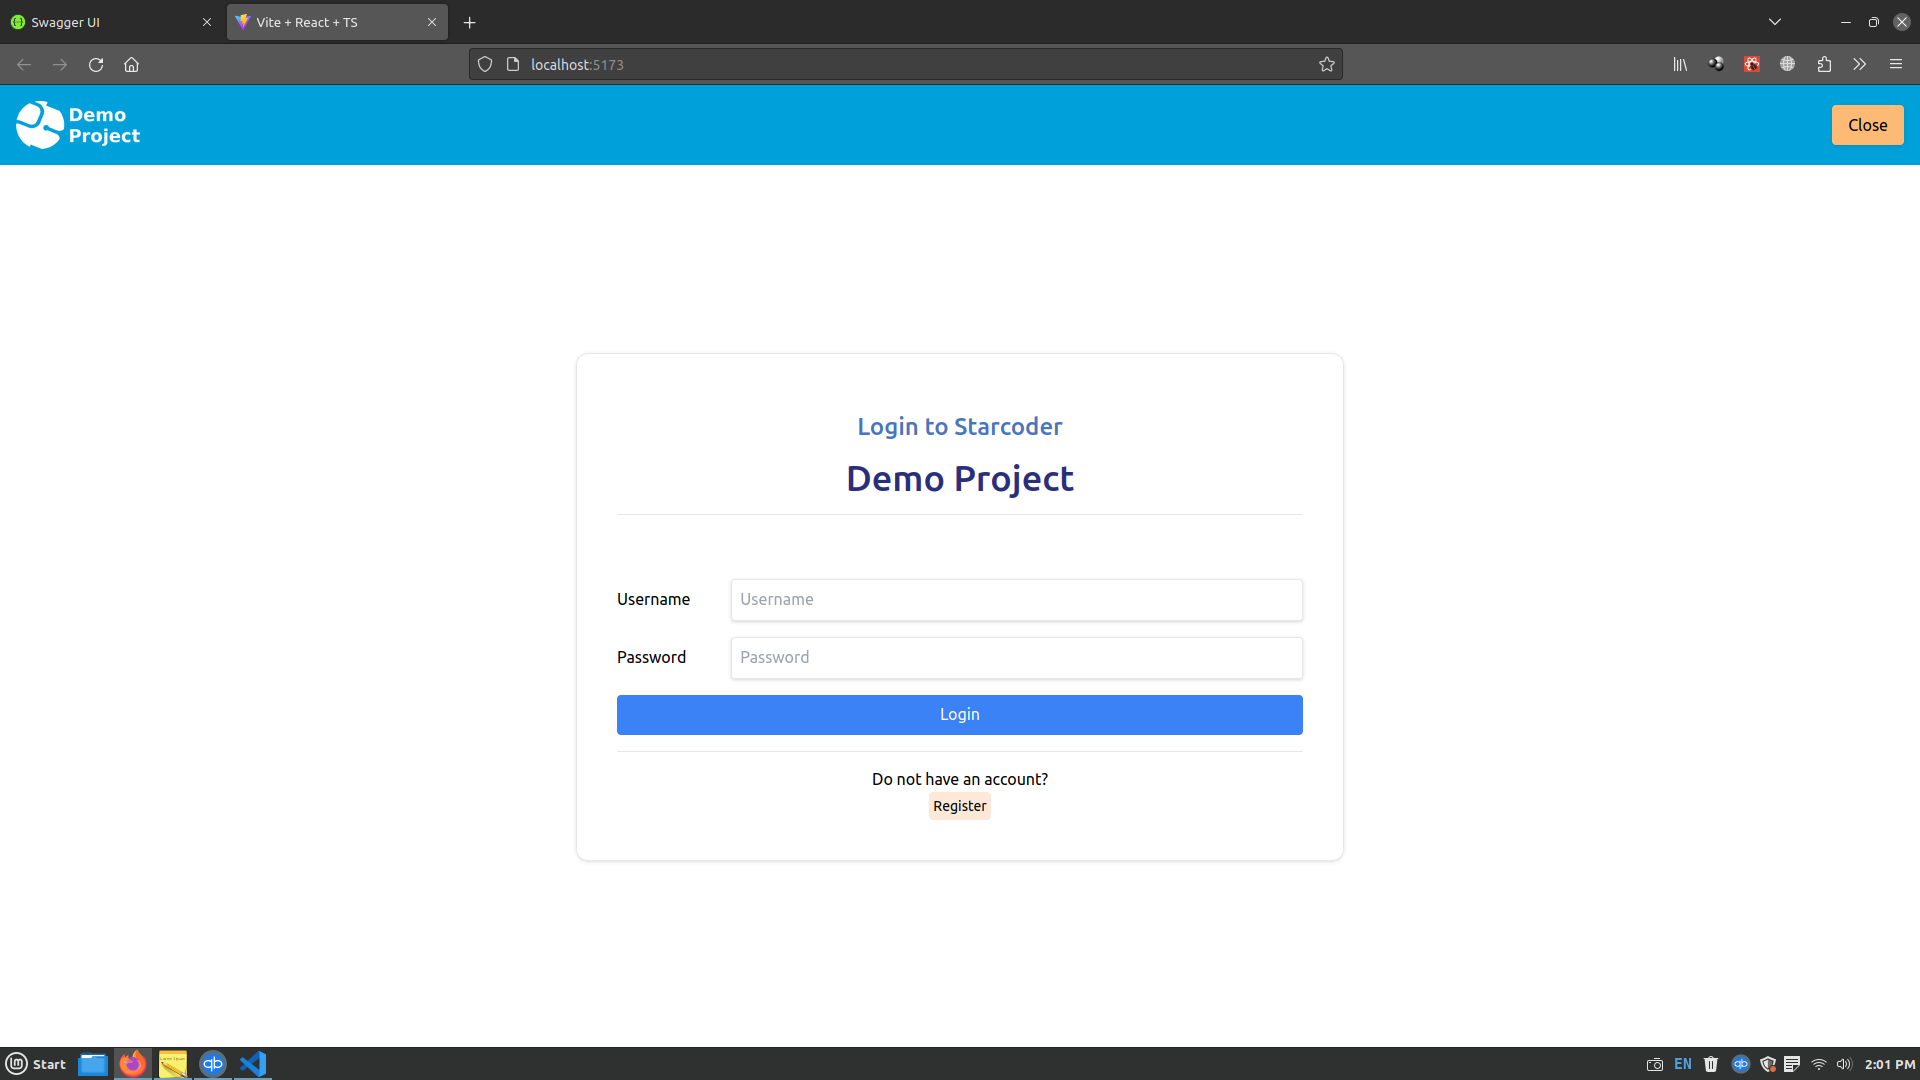 Swagger UI
Vite + React + TS
localhost:5173
Demo
Project
Close
Login to Starcoder
Demo Project
Username
Username
Password
Password
Login
Do not have an account?
Register
Start
EN
2:01 PM